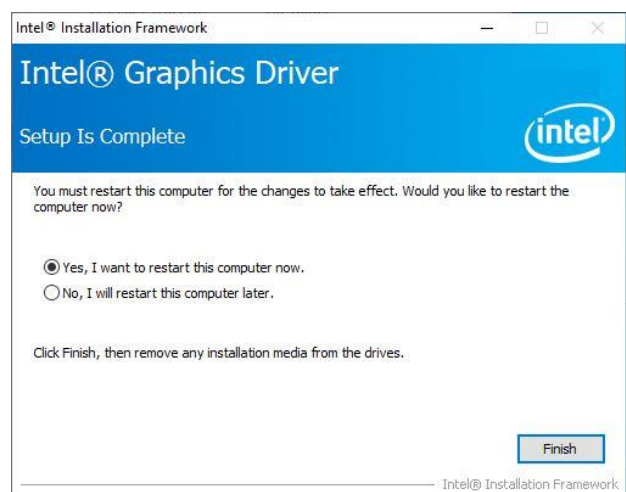 Intel® Installation Framework
Intel® Graphics Driver
Setup Is Complete
intel
You must restart this computer for the changes to take effect. Would you like to restart the
computer now?
Yes, I want to restart this computer now.
No, I will restart this computer later.
Click Finish, then remove any installation media from the drives.
Finish
Intel® Installation Framework